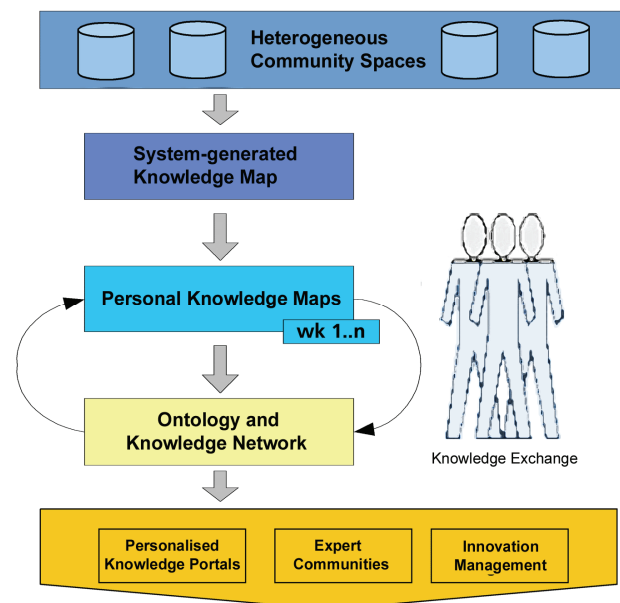 Heterogeneous
Community Spaces
System-generated
Knowledge Map
Personal Knowledge Maps
wk 1..n
Ontology and
Knowledge Network
Knowledge Exchange
Personalised
Knowledge Portals
Expert
Communities
Innovation
Management